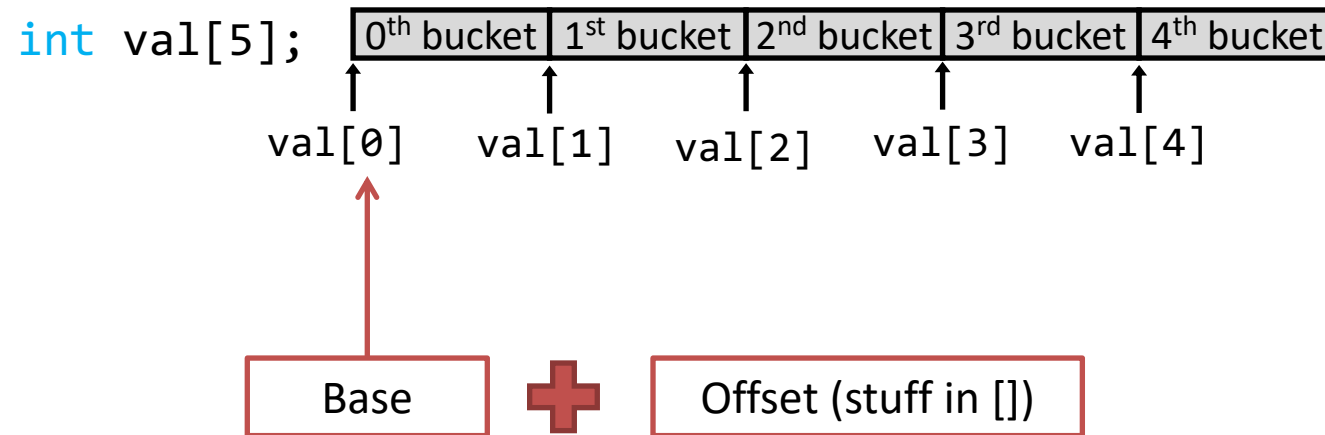 int val[5]; 0th bucket 1st bucket 2nd bucket 3rd bucket 4th bucket
val[0] val[1] val[2] val[3] val[4]
Base Offset (stuff in [])